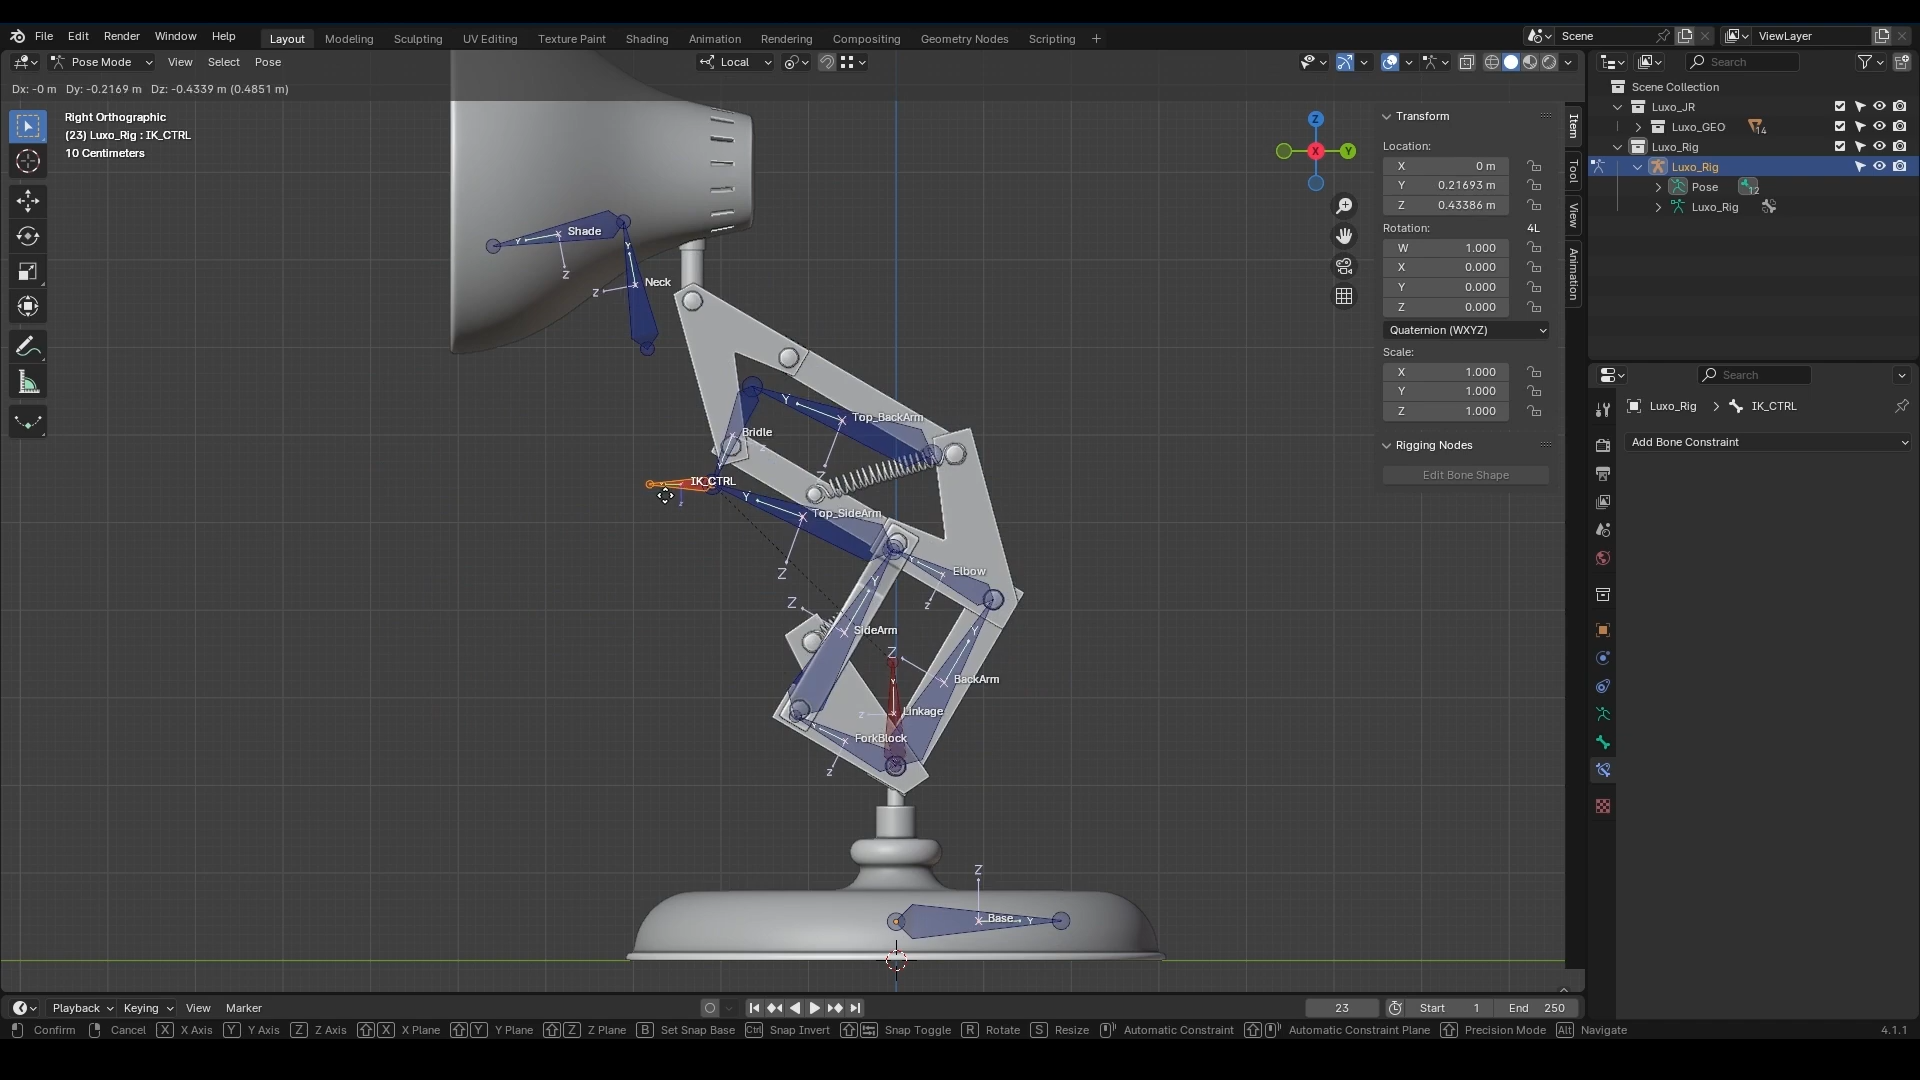 File Edit Render Window Help Layout Modeling Sculpting UV Editing Texture Paint Shading Animation Rendering Compositing Geometry Nodes Scripting + Scene ViewLayer
Pose Mode View Select Pose Local Search
Dx: -0 m Dy: -0.2169 m Dz: -0.4339 m (0.4851 m)
Right Orthographic
(23) Luxo_Rig : IK_CTRL
10 Centimeters
Shade
Y
Z
Y
Neck
Z
Y
Top_BackArm
Bridle
Z
IK_CTRL
Y
Top_SideArm
Z
Elbow
Y
Z
Z
SideArm
Y
Z
BackArm
Y
Linkage
Z
ForkBlock
Z
Z
Base
Y
Z
X
Y
Transform
Location:
X 0 m
Y 0.21693 m
Z 0.43386 m
Rotation: 4L
W 1.000
X 0.000
Y 0.000
Z 0.000
Quaternion (WXYZ)
Scale:
X 1.000
Y 1.000
Z 1.000
Rigging Nodes
Edit Bone Shape
Item
Tool
View
Animation
Scene Collection
Luxo_JR
Luxo_GEO 14
Luxo_Rig
Luxo_Rig
Pose 12
Luxo_Rig
Search
Luxo_Rig > IK_CTRL
Add Bone Constraint
Playback Keying View Marker 23 Start 1 End 250
Confirm Cancel X X Axis Y Y Axis Z Z Axis X X Plane Y Y Plane Z Z Plane B Set Snap Base Ctrl Snap Invert Snap Toggle R Rotate S Resize Automatic Constraint Automatic Constraint Plane Precision Mode Alt Navigate 4.1.1